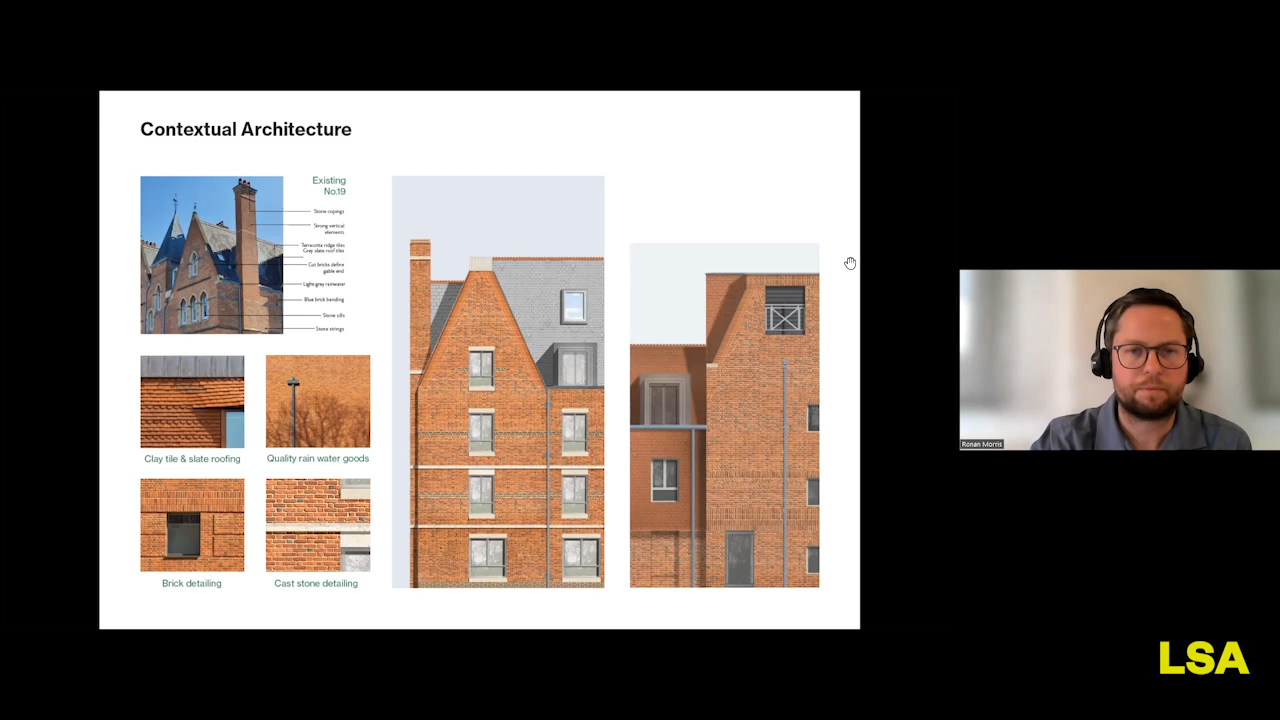 Contextual Architecture
Existing
No.19
Stone copings
Strong vertical
elements
Terracotta ridge tiles
Grey slate roof tiles
Cut bricks define
gable end
Light-grey rainwater
Blue brick banding
Stone sills
Stone strings
Clay tile & slate roofing
Quality rain water goods
Brick detailing
Cast stone detailing
Ronan Morris
LSA